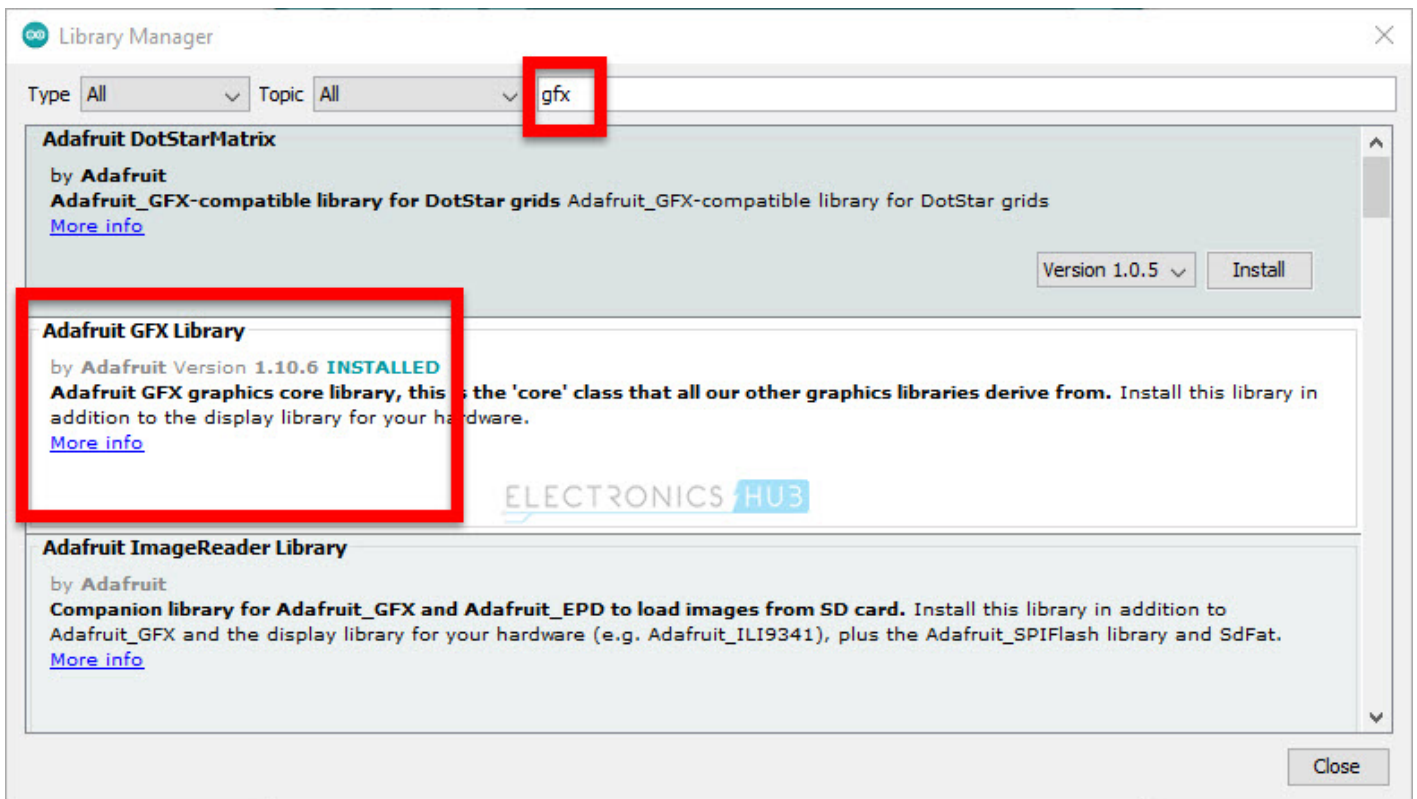 Library Manager
Type All Topic All gfx
Adafruit DotStarMatrix
by Adafruit
Adafruit_GFX-compatible library for DotStar grids Adafruit_GFX-compatible library for DotStar grids
More info
Version 1.0.5 Install
Adafruit GFX Library
by Adafruit Version 1.10.6 INSTALLED
Adafruit GFX graphics core library, this is the 'core' class that all our other graphics libraries derive from. Install this library in
addition to the display library for your hardware.
More info
ELECTRONICS HUB
Adafruit ImageReader Library
by Adafruit
Companion library for Adafruit_GFX and Adafruit_EPD to load images from SD card. Install this library in addition to
Adafruit_GFX and the display library for your hardware (e.g. Adafruit_ILI9341), plus the Adafruit_SPIFlash library and SdFat.
More info
Close